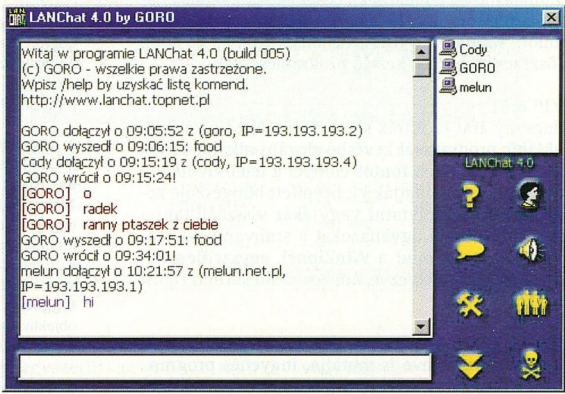 LAN CHAT
LANChat 4.0 by GORO
Witaj w programie LANChat 4.0 (build 005)
(c) GORO - wszelkie prawa zastrzeżone.
Wpisz /help by uzyskać listę komend.
http://www.lanchat.topnet.pl
GORO dołączył o 09:05:52 z (goro, IP=193.193.193.2)
GORO wyszedł o 09:06:15: food
Cody dołączył o 09:15:19 z (cody, IP=193.193.193.4)
GORO wrócił o 09:15:24!
[GORO] o
[GORO] radek
[GORO] ranny ptaszek z ciebie
GORO wyszedł o 09:17:51: food
GORO wrócił o 09:34:01!
melun dołączył o 10:21:57 z (melun.net.pl,
IP=193.193.193.1)
[melun] hi
Cody
GORO
melun
LANChat 4.0